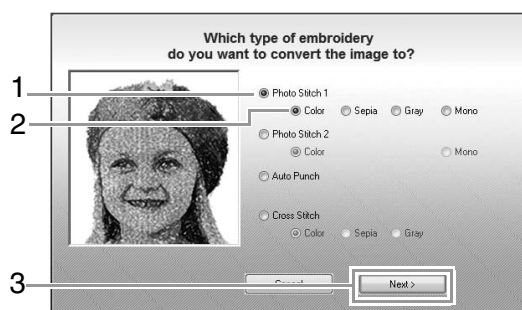 Which type of embroidery
do you want to convert the image to?
1 Photo Stitch 1
2 Color Sepia Gray Mono
Photo Stitch 2
Color Mono
Auto Punch
Cross Stitch
Color Sepia Gray
3 Cancel Next >